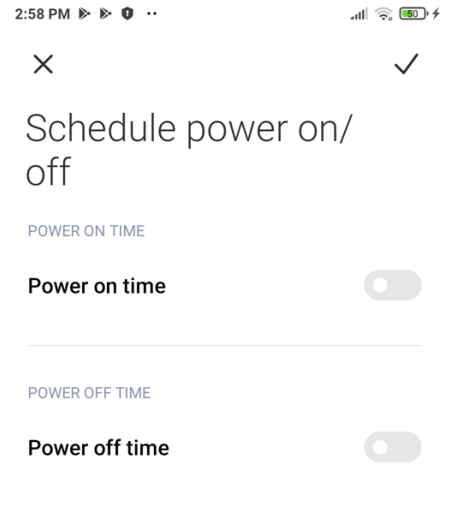 2:58 PM
50
Schedule power on/
off
POWER ON TIME
Power on time
POWER OFF TIME
Power off time